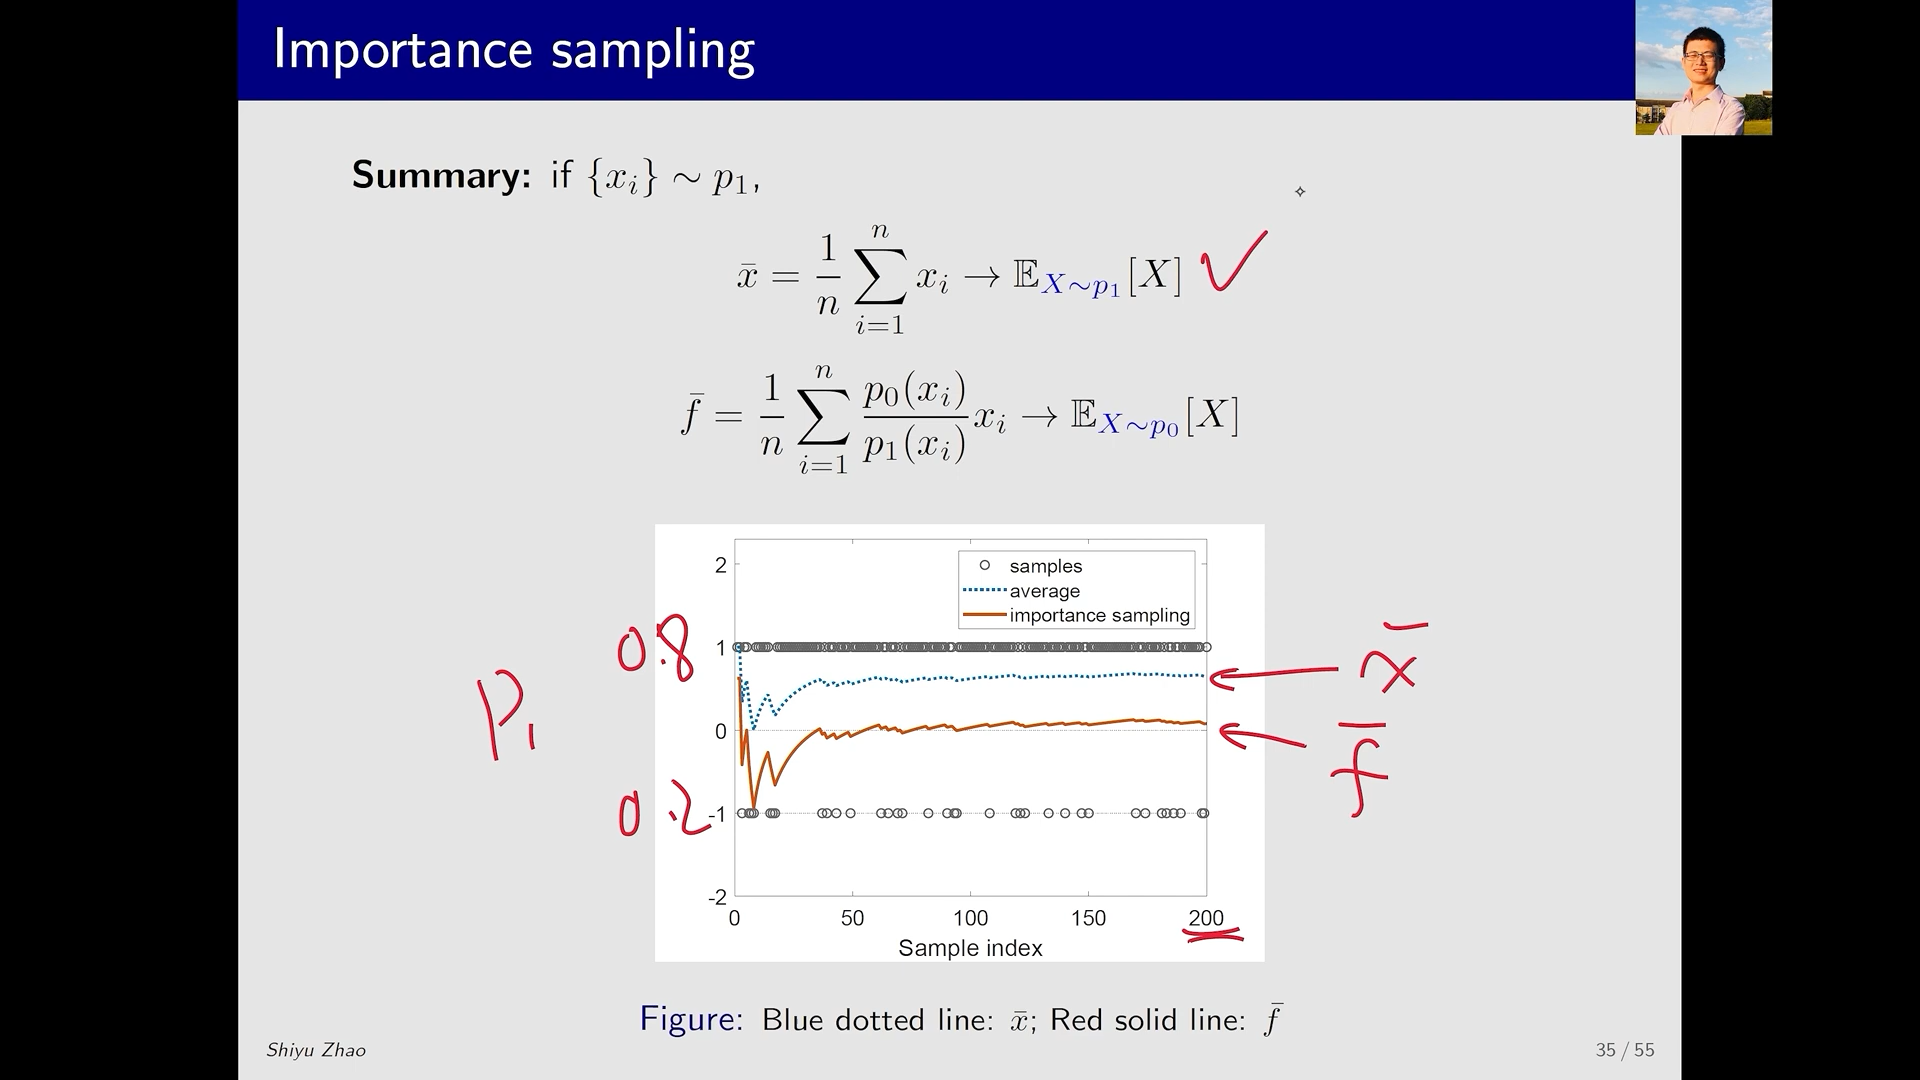 Importance sampling
Summary: if {x_i} ∼ p_1,
x̄ = 1/n ∑_{i=1}^{n} x_i → 𝔼_{X∼p_1}[X] ✓
f̄ = 1/n ∑_{i=1}^{n} p_0(x_i)/p_1(x_i) x_i → 𝔼_{X∼p_0}[X]
samples
average
importance sampling
2
1
0
-1
-2
0 50 100 150 200
Sample index
0.8
p_1
0.2
x̄
f̄
Figure: Blue dotted line: x̄; Red solid line: f̄
Shiyu Zhao
35 / 55